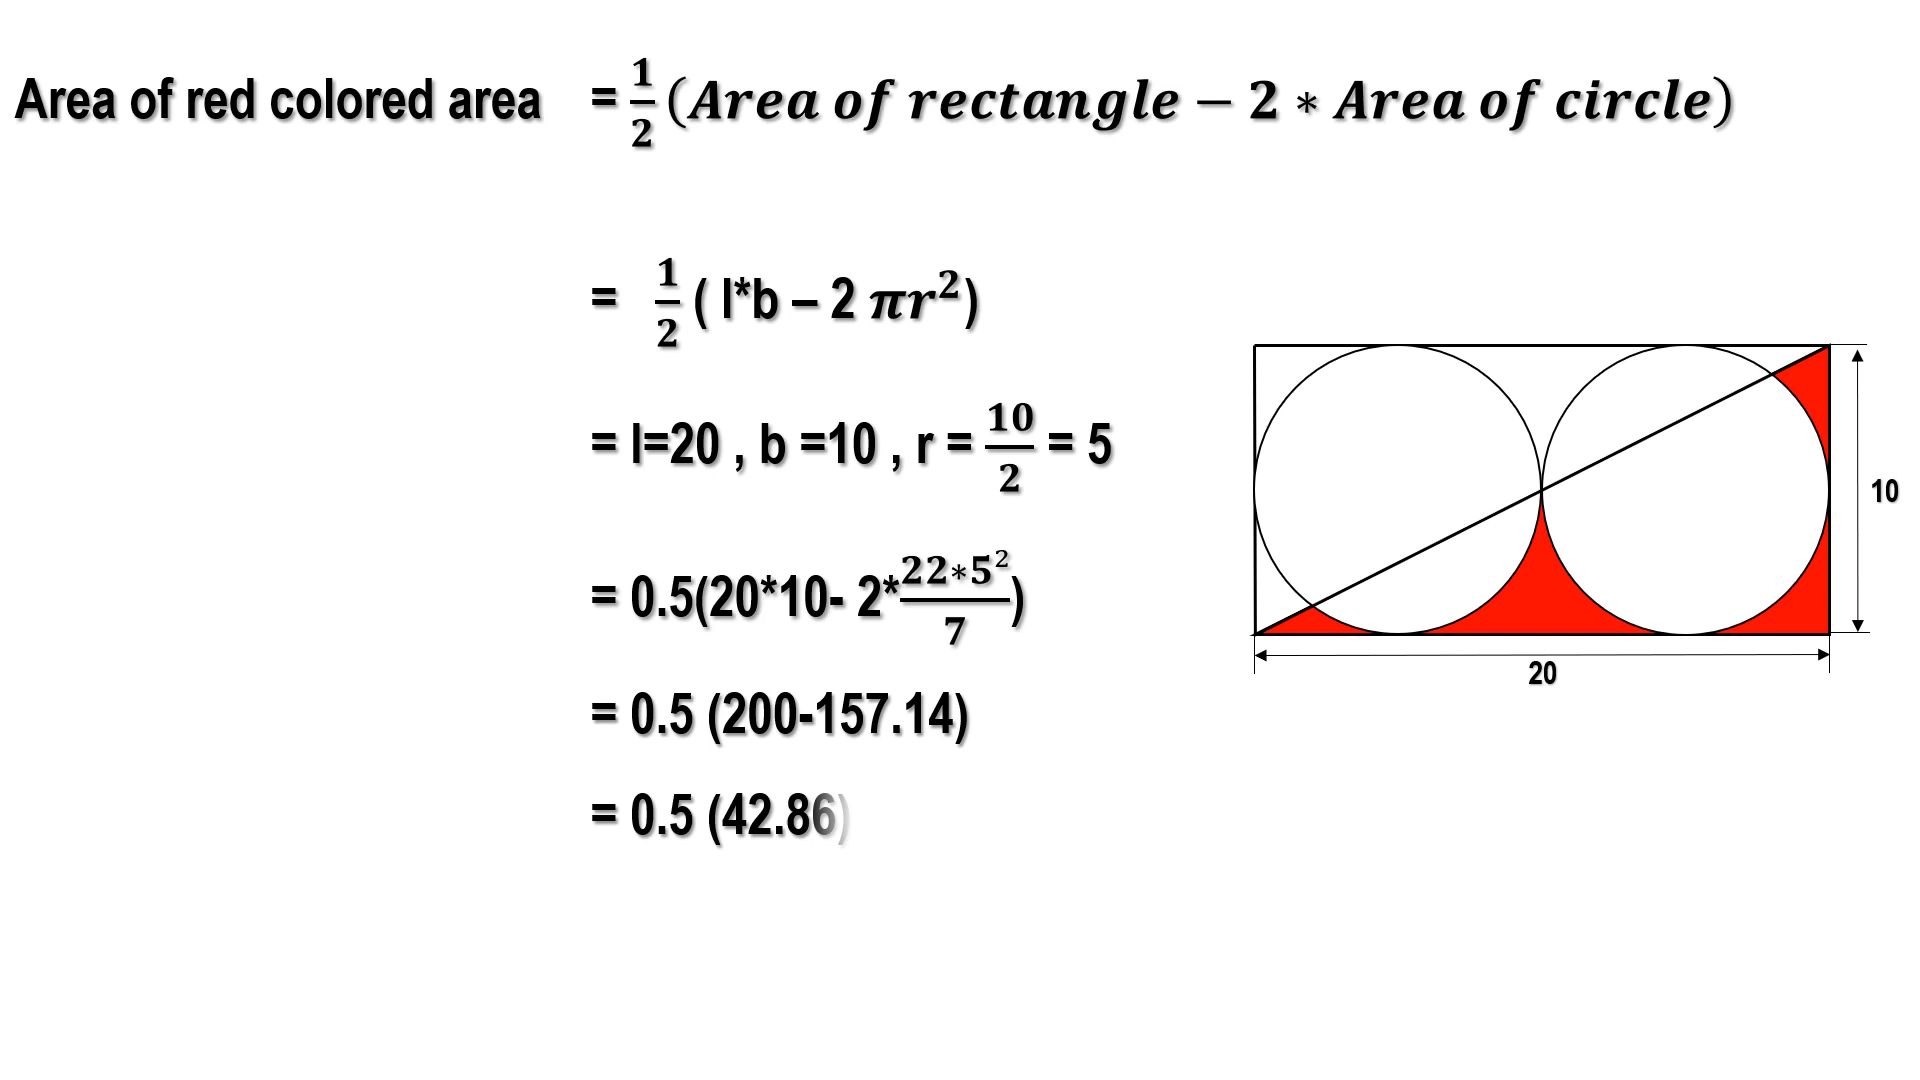 Area of red colored area = 1/2 (Area of rectangle − 2 * Area of circle)
= 1/2 ( l*b – 2 πr²)
= l=20 , b =10 , r = 10/2 = 5
= 0.5(20*10- 2*22*5²/7)
= 0.5 (200-157.14)
= 0.5 (42.86)
10
20